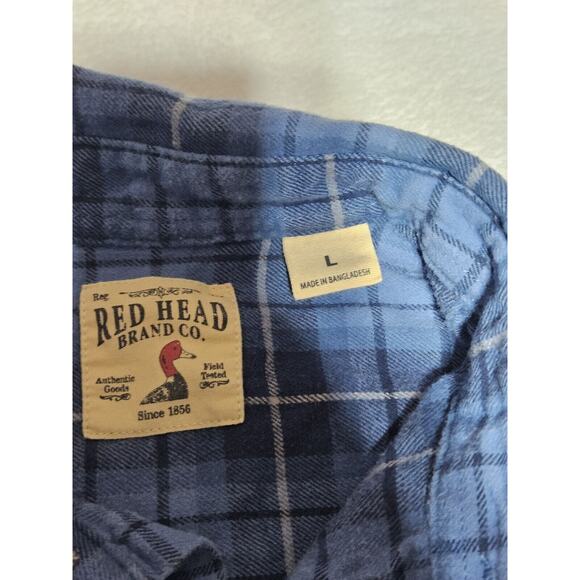 Reg
RED HEAD
BRAND CO.
Authentic
Goods
Field
Tested
Since 1856
L
MADE IN BANGLADESH